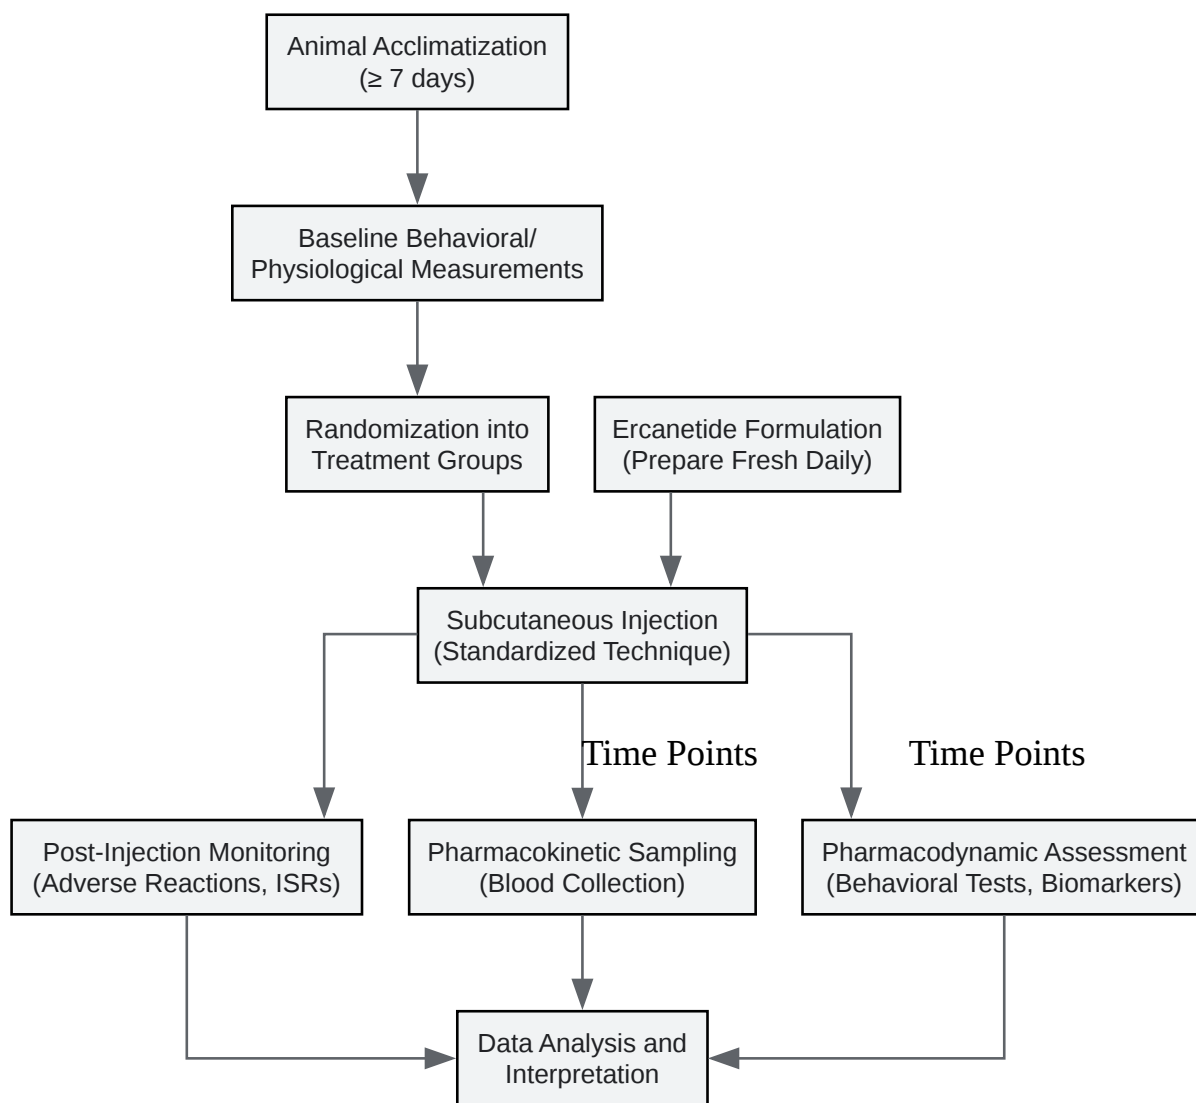 Animal Acclimatization
(≥ 7 days)
Baseline Behavioral/
Physiological Measurements
Randomization into
Treatment Groups
Ercanetide Formulation
(Prepare Fresh Daily)
Subcutaneous Injection
(Standardized Technique)
Time Points
Time Points
Post-Injection Monitoring
(Adverse Reactions, ISRs)
Pharmacokinetic Sampling
(Blood Collection)
Pharmacodynamic Assessment
(Behavioral Tests, Biomarkers)
Data Analysis and
Interpretation